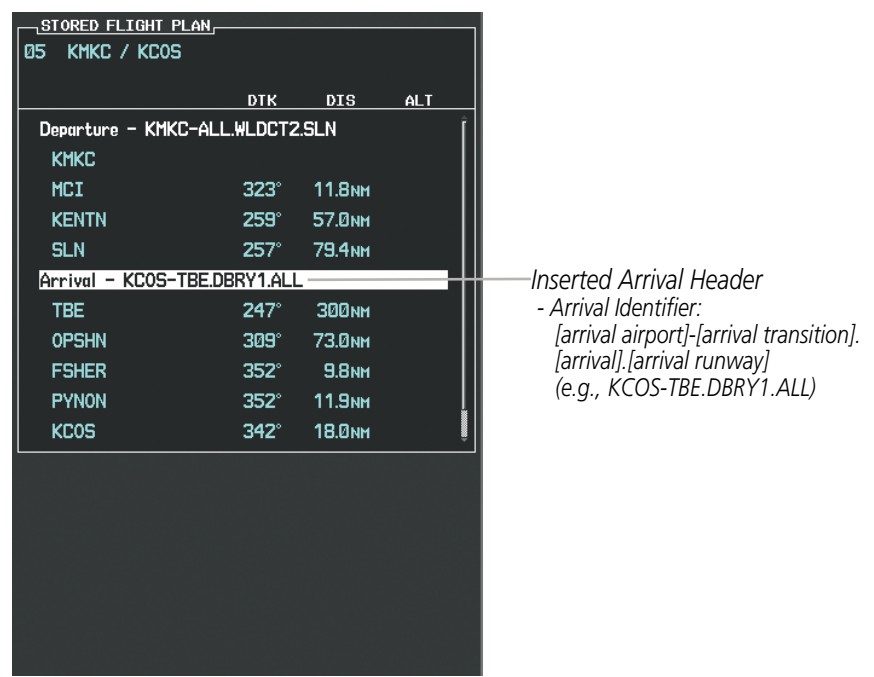 STORED FLIGHT PLAN
05 KMKC / KCOS
DTK DIS ALT
Departure - KMKC-ALL.WLDCT2.SLN
KMKC
MCI 323° 11.8NM
KENTN 259° 57.0NM
SLN 257° 79.4NM
Arrival - KCOS-TBE.DBRY1.ALL
TBE 247° 300NM
OPSHN 309° 73.0NM
FSHER 352° 9.8NM
PYNON 352° 11.9NM
KCOS 342° 18.0NM
Inserted Arrival Header
- Arrival Identifier:
[arrival airport]-[arrival transition].
[arrival].[arrival runway]
(e.g., KCOS-TBE.DBRY1.ALL)